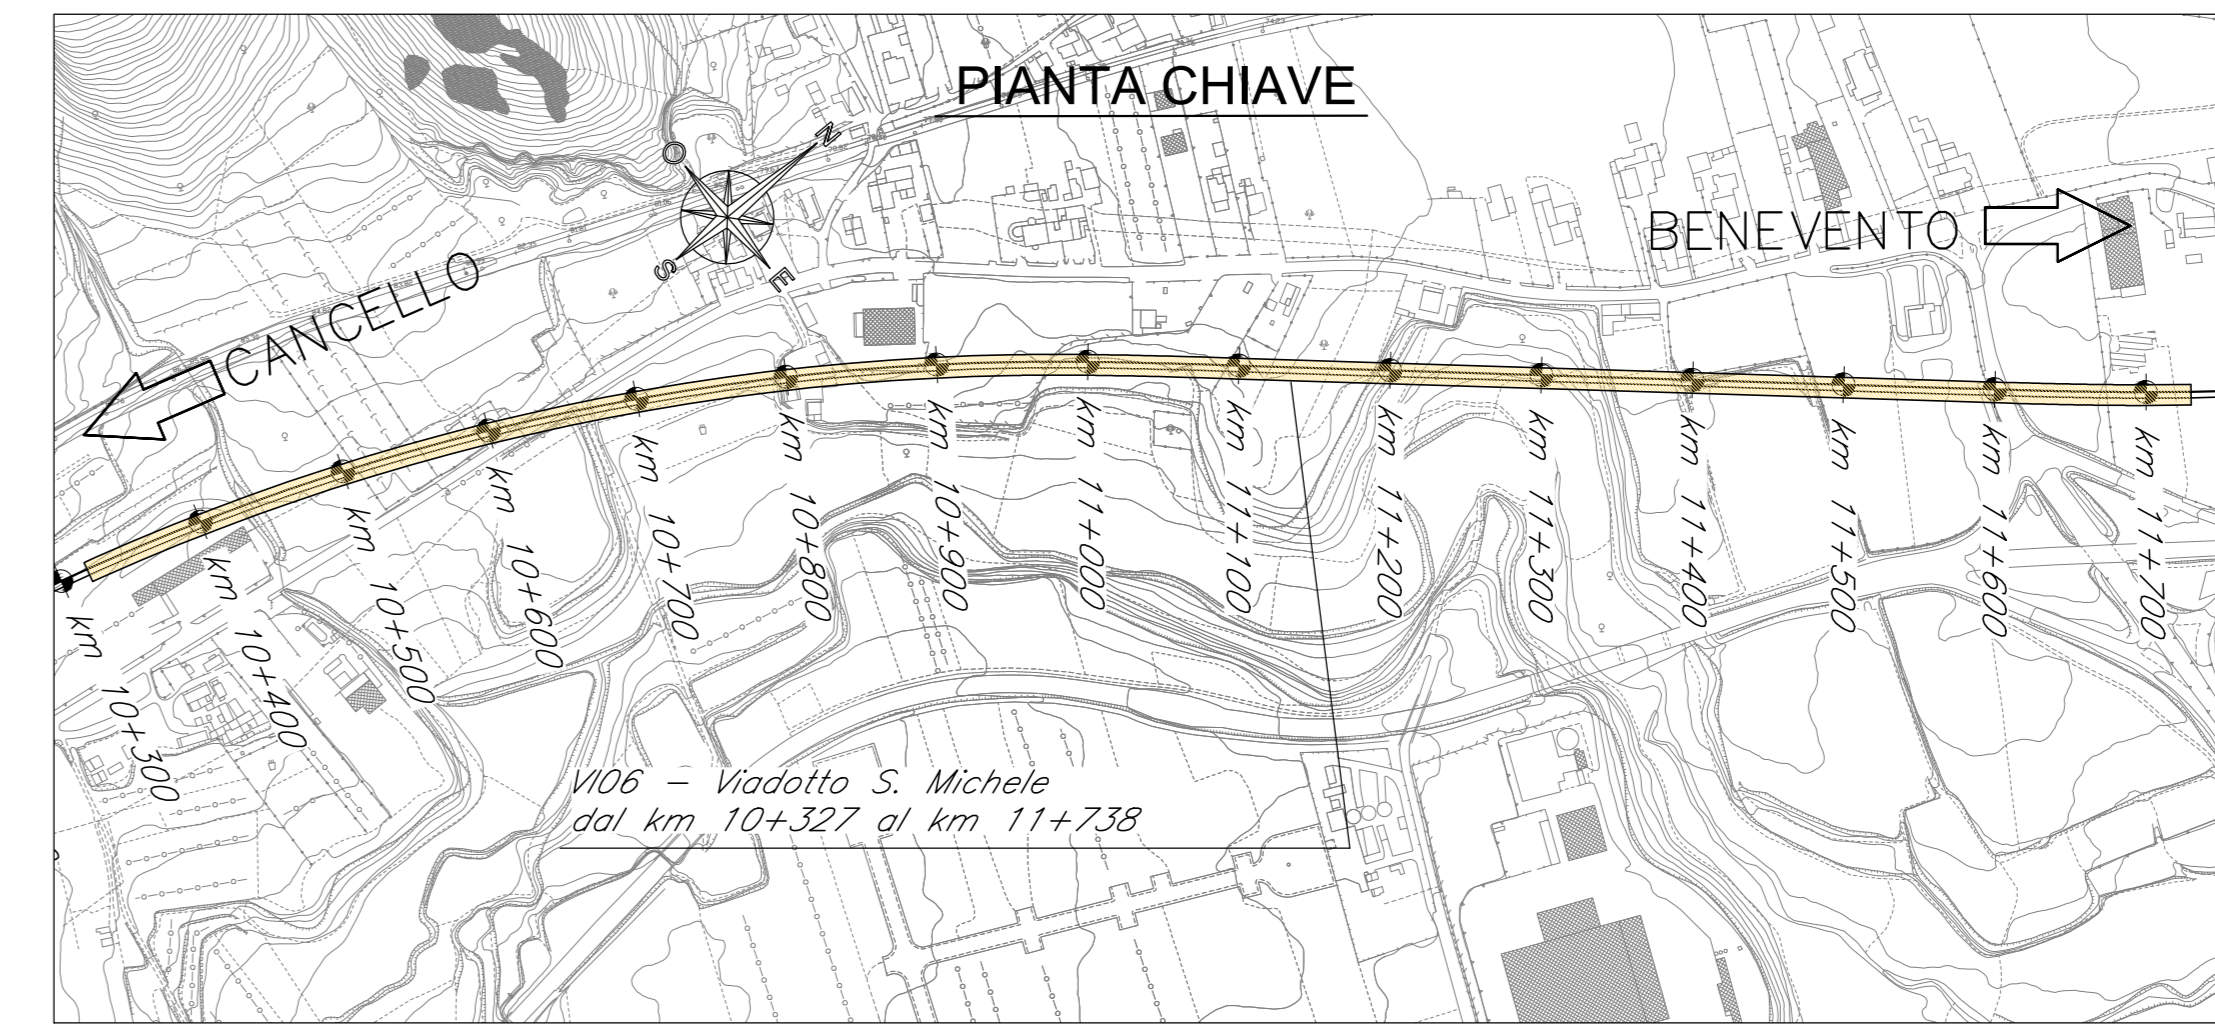 PIANTA CHIAVE
N
O
S
E
BENEVENTO
CANCELLO
km 10+300
km 10+400
km 10+500
km 10+600
km 10+700
km 10+800
km 10+900
km 11+000
km 11+100
km 11+200
km 11+300
km 11+400
km 11+500
km 11+600
km 11+700
VI06 – Viadotto S. Michele
dal km 10+327 al km 11+738